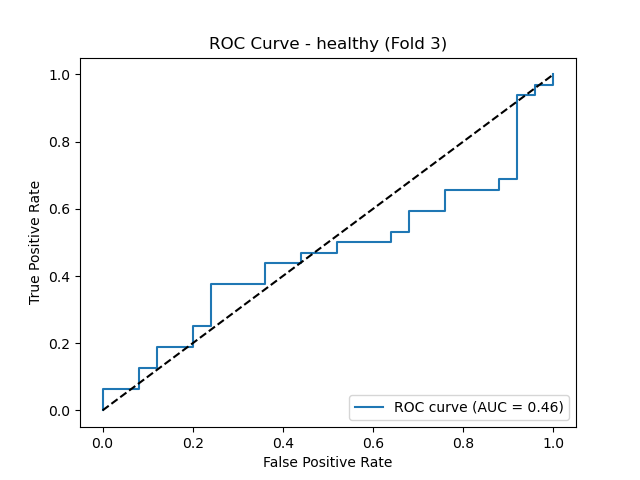 ROC Curve - healthy (Fold 3)
True Positive Rate
1.0
0.8
0.6
0.4
0.2
0.0
ROC curve (AUC = 0.46)
0.0 0.2 0.4 0.6 0.8 1.0
False Positive Rate